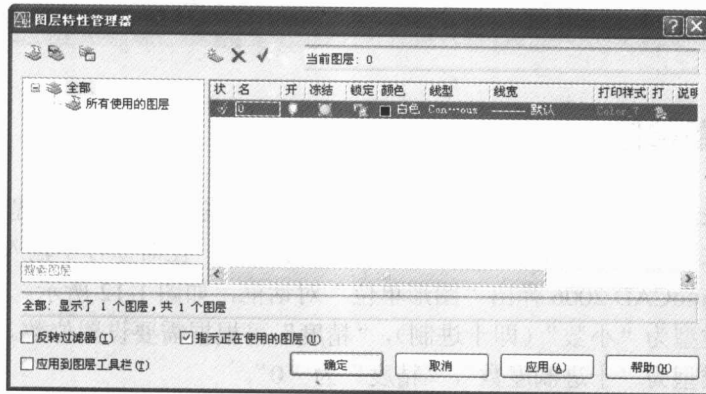 图层特性管理器
当前图层: 0
全部
所有使用的图层
状 名 开 冻结 锁定 颜色 线型 线宽 打印样式 打 说明
0 白色 Continuous 默认 Color_7
搜索图层
全部: 显示了 1 个图层, 共 1 个图层
反转过滤器(I) 指示正在使用的图层(U)
应用到图层工具栏(T) 确定 取消 应用(A) 帮助(H)